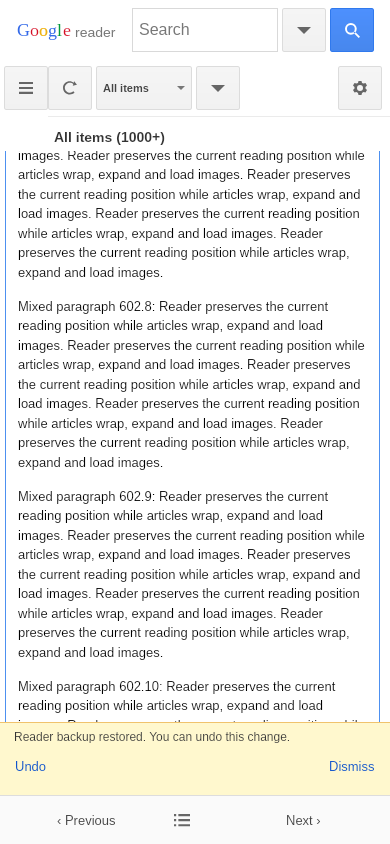 Google reader
Search
All items
All items (1000+)
images. Reader preserves the current reading position while
articles wrap, expand and load images. Reader preserves
the current reading position while articles wrap, expand and
load images. Reader preserves the current reading position
while articles wrap, expand and load images. Reader
preserves the current reading position while articles wrap,
expand and load images.
Mixed paragraph 602.8: Reader preserves the current
reading position while articles wrap, expand and load
images. Reader preserves the current reading position while
articles wrap, expand and load images. Reader preserves
the current reading position while articles wrap, expand and
load images. Reader preserves the current reading position
while articles wrap, expand and load images. Reader
preserves the current reading position while articles wrap,
expand and load images.
Mixed paragraph 602.9: Reader preserves the current
reading position while articles wrap, expand and load
images. Reader preserves the current reading position while
articles wrap, expand and load images. Reader preserves
the current reading position while articles wrap, expand and
load images. Reader preserves the current reading position
while articles wrap, expand and load images. Reader
preserves the current reading position while articles wrap,
expand and load images.
Mixed paragraph 602.10: Reader preserves the current
reading position while articles wrap, expand and load
Reader backup restored. You can undo this change.
Undo Dismiss
‹ Previous Next ›